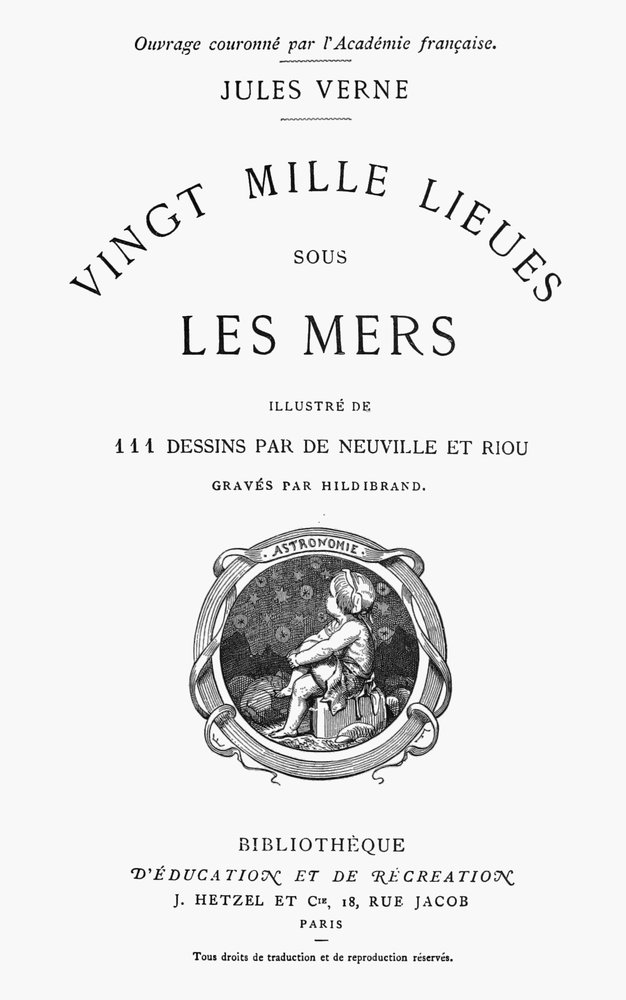 Ouvrage couronné par l'Académie française.
JULES VERNE
VINGT MILLE LIEUES
SOUS
LES MERS
ILLUSTRÉ DE
111 DESSINS PAR DE NEUVILLE ET RIOU
GRAVÉS PAR HILDIBRAND.
· ASTRONOMIE ·
BIBLIOTHÈQUE
D'ÉDUCATION ET DE RÉCREATION
J. HETZEL ET Cⁱᴱ, 18, RUE JACOB
PARIS
Tous droits de traduction et de reproduction réservés.